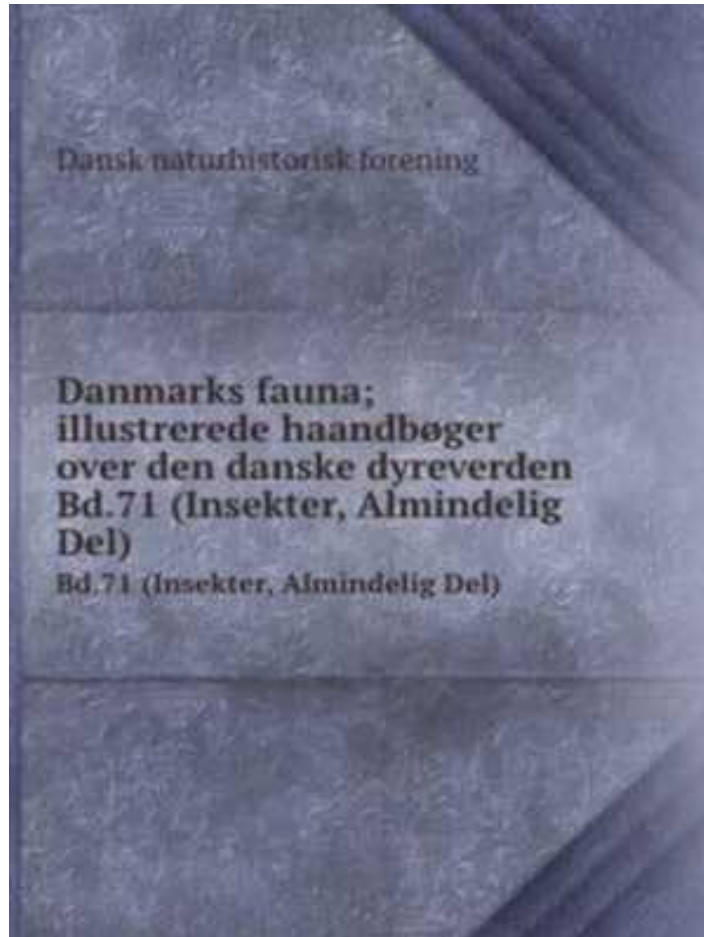 Dansk naturhistorisk forening
Danmarks fauna;
illustrerede haandbøger
over den danske dyreverden
Bd.71 (Insekter, Almindelig
Del)
Bd.71 (Insekter, Almindelig Del)